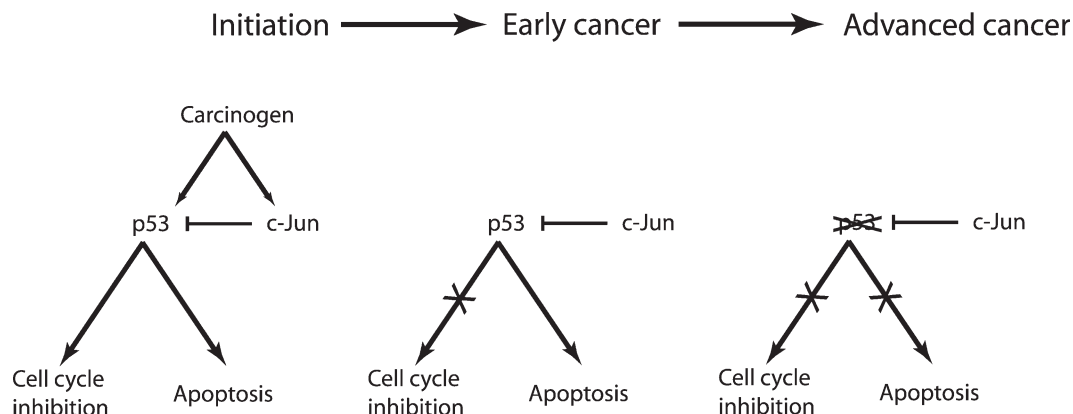 Initiation Early cancer Advanced cancer
Carcinogen
p53 c-Jun p53 c-Jun p53 c-Jun
Cell cycle
inhibition
Apoptosis
Cell cycle
inhibition
Apoptosis
Cell cycle
inhibition
Apoptosis